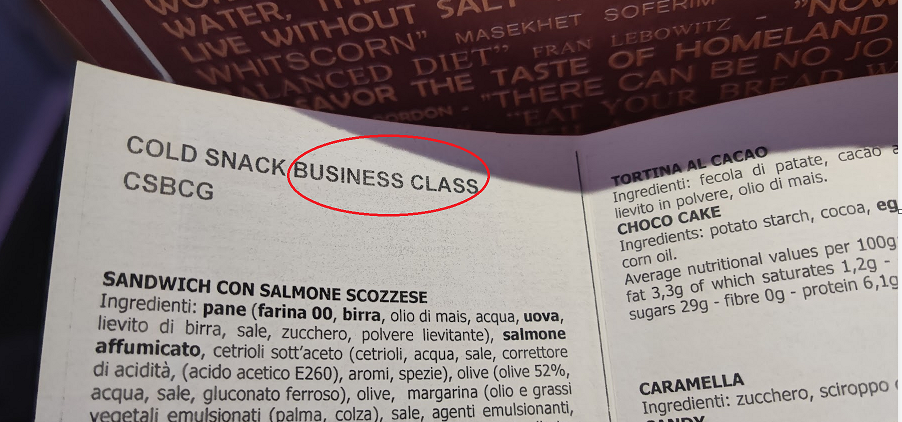 WATER,
LIVE WITHOUT SALT" MASEKHET SOFERIM - "NOW
WHITSCORN"
BALANCED DIET" FRAN LEBOWITZ -
THE TASTE OF HOMELAND
GORDON - "THERE CAN BE NO JO
"EAT YOUR BREAD
COLD SNACK BUSINESS CLASS
CSBCG
SANDWICH CON SALMONE SCOZZESE
Ingredienti: pane (farina 00, birra, olio di mais, acqua, uova,
lievito di birra, sale, zucchero, polvere lievitante), salmone
affumicato, cetrioli sott'aceto (cetrioli, acqua, sale, correttore
di acidità, (acido acetico E260), aromi, spezie), olive (olive 52%,
acqua, sale, gluconato ferroso), olive, margarina (olio e grassi
vegetali emulsionati (palma, colza), sale, agenti emulsionanti,
TORTINA AL CACAO
Ingredienti: fecola di patate, cacao a
lievito in polvere, olio di mais.
CHOCO CAKE
Ingredients: potato starch, cocoa, eg
corn oil.
Average nutritional values per 100g
fat 3,3g of which saturates 1,2g -
sugars 29g - fibre 0g - protein 6,1g
CARAMELLA
Ingredienti: zucchero, sciroppo
CANDY